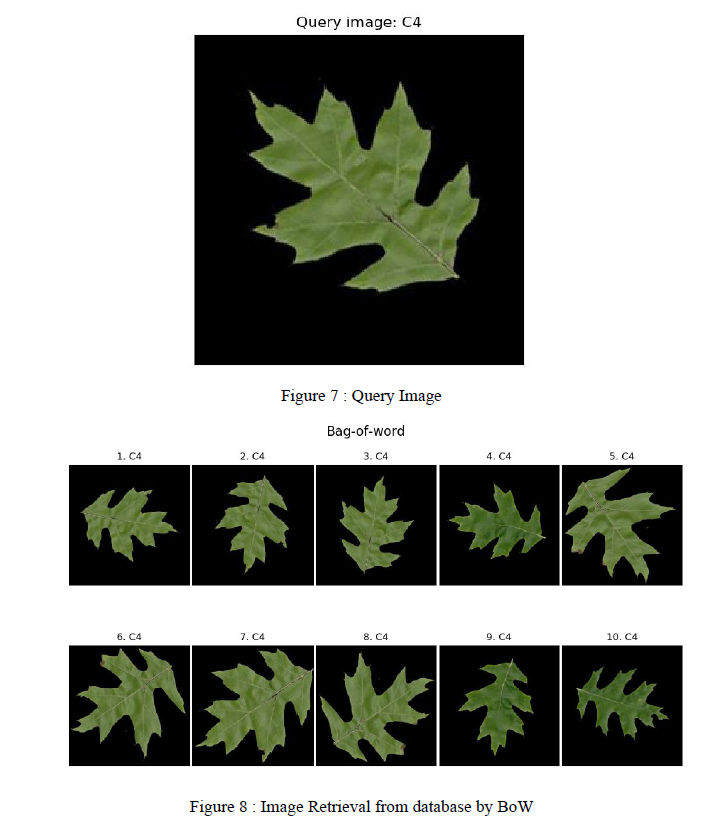 Query image: C4
Figure 7 : Query Image
Bag-of-word
1. C4 2. C4 3. C4 4. C4 5. C4
6. C4 7. C4 8. C4 9. C4 10. C4
Figure 8 : Image Retrieval from database by BoW